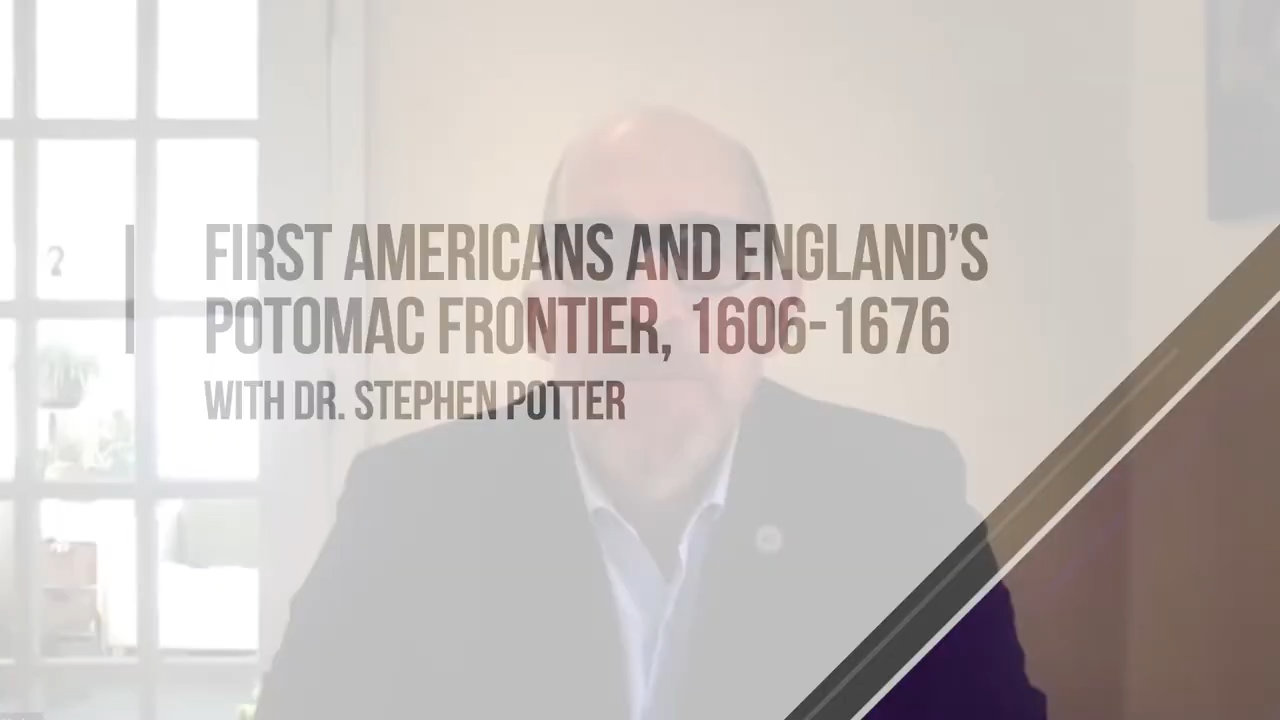 FIRST AMERICANS AND ENGLAND'S
POTOMAC FRONTIER, 1606-1676
WITH DR. STEPHEN POTTER